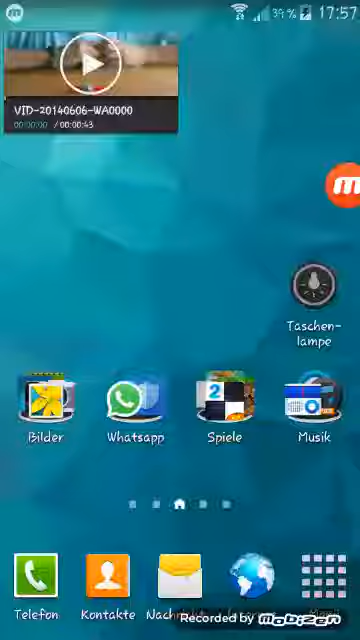 39% 17:57
VID-20140606-WA0000
00:00:00 / 00:00:43
Taschen-
lampe
Bilder Whatsapp Spiele Musik
2
Telefon Kontakte
Recorded by mobizen